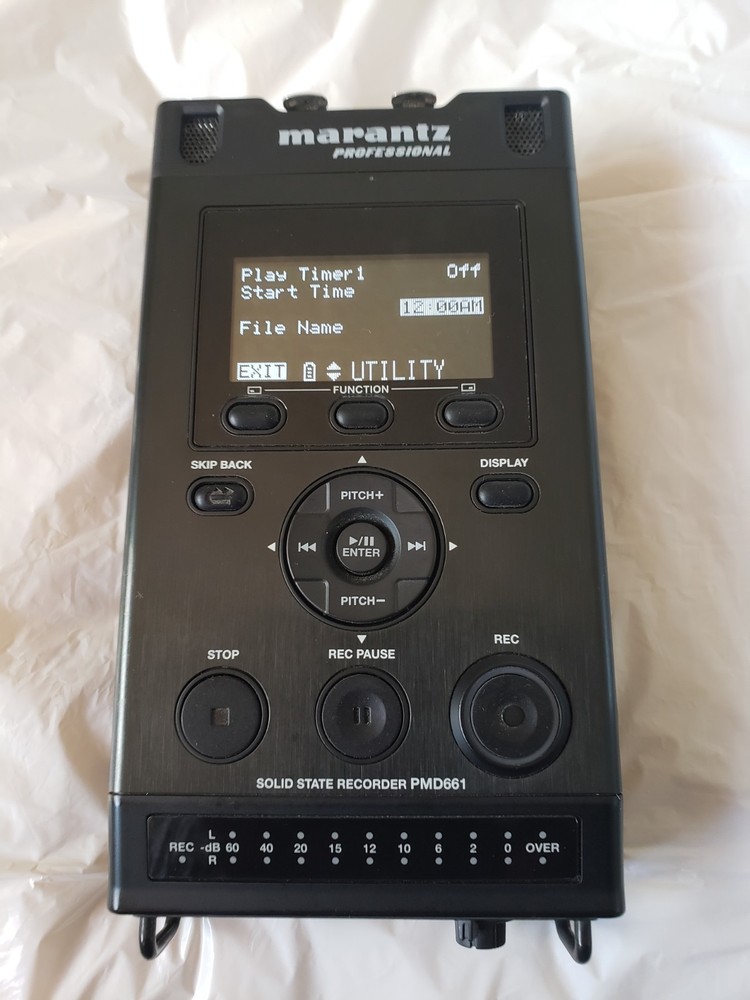 marantz
PROFESSIONAL
Play Timer1 Off
Start Time
12:00AM
File Name
EXIT UTILITY
FUNCTION
SKIP BACK
DISPLAY
PITCH+
ENTER
PITCH−
STOP
REC PAUSE
REC
SOLID STATE RECORDER PMD661
L
REC -dB 60 40 20 15 12 10 6 2 0 OVER
R